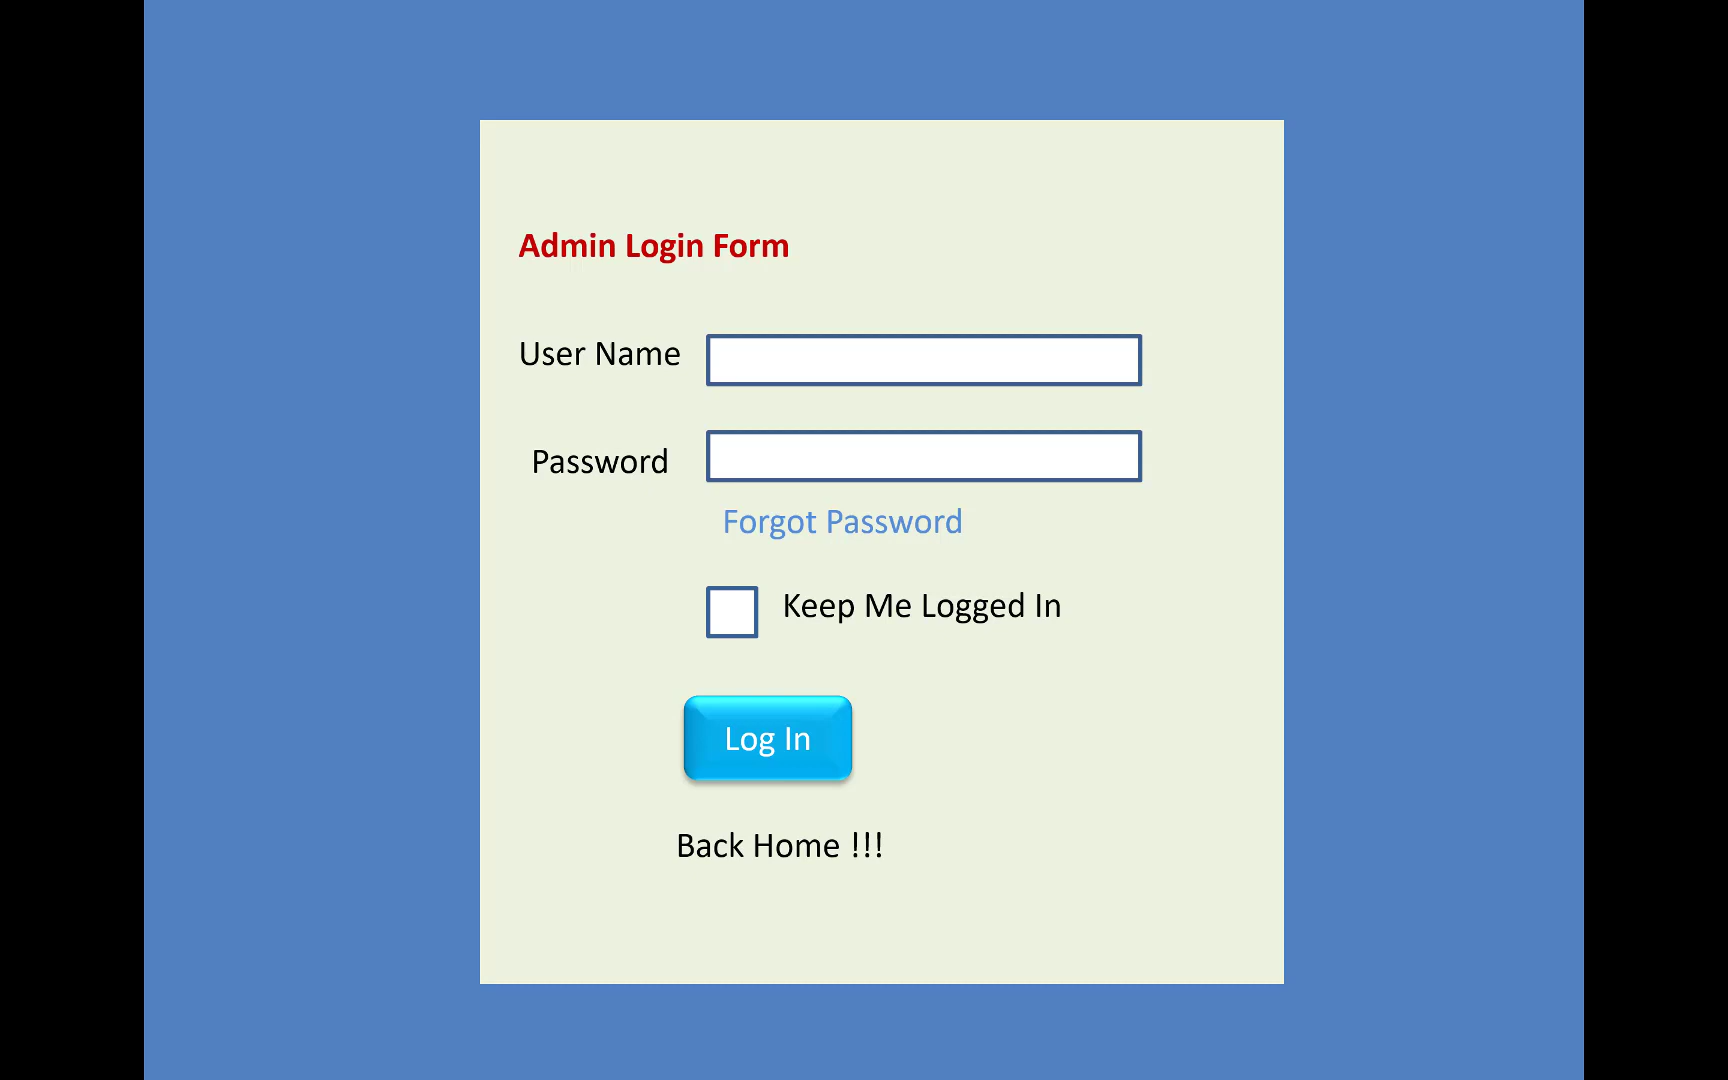 Admin Login Form
User Name
Password
Forgot Password
Keep Me Logged In
Log In
Back Home !!!